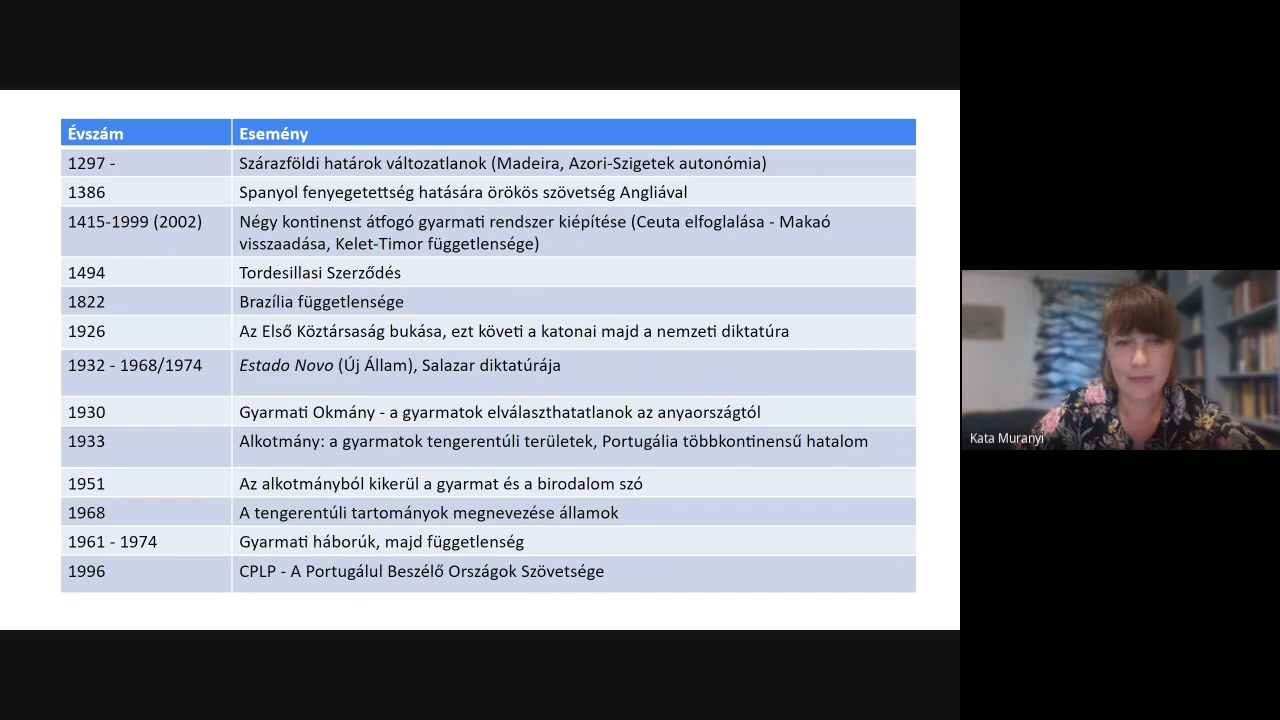 Évszám Esemény
1297 - Szárazföldi határok változatlanok (Madeira, Azori-Szigetek autonómia)
1386 Spanyol fenyegetettség hatására örökös szövetség Angliával
1415-1999 (2002) Négy kontinenst átfogó gyarmati rendszer kiépítése (Ceuta elfoglalása - Makaó
visszaadása, Kelet-Timor függetlensége)
1494 Tordesillasi Szerződés
1822 Brazília függetlensége
1926 Az Első Köztársaság bukása, ezt követi a katonai majd a nemzeti diktatúra
1932 - 1968/1974 Estado Novo (Új Állam), Salazar diktatúrája
1930 Gyarmati Okmány - a gyarmatok elválaszthatatlanok az anyaországtól
1933 Alkotmány: a gyarmatok tengerentúli területek, Portugália többkontinensű hatalom
1951 Az alkotmányból kikerül a gyarmat és a birodalom szó
1968 A tengerentúli tartományok megnevezése államok
1961 - 1974 Gyarmati háborúk, majd függetlenség
1996 CPLP - A Portugálul Beszélő Országok Szövetsége
Kata Muranyi